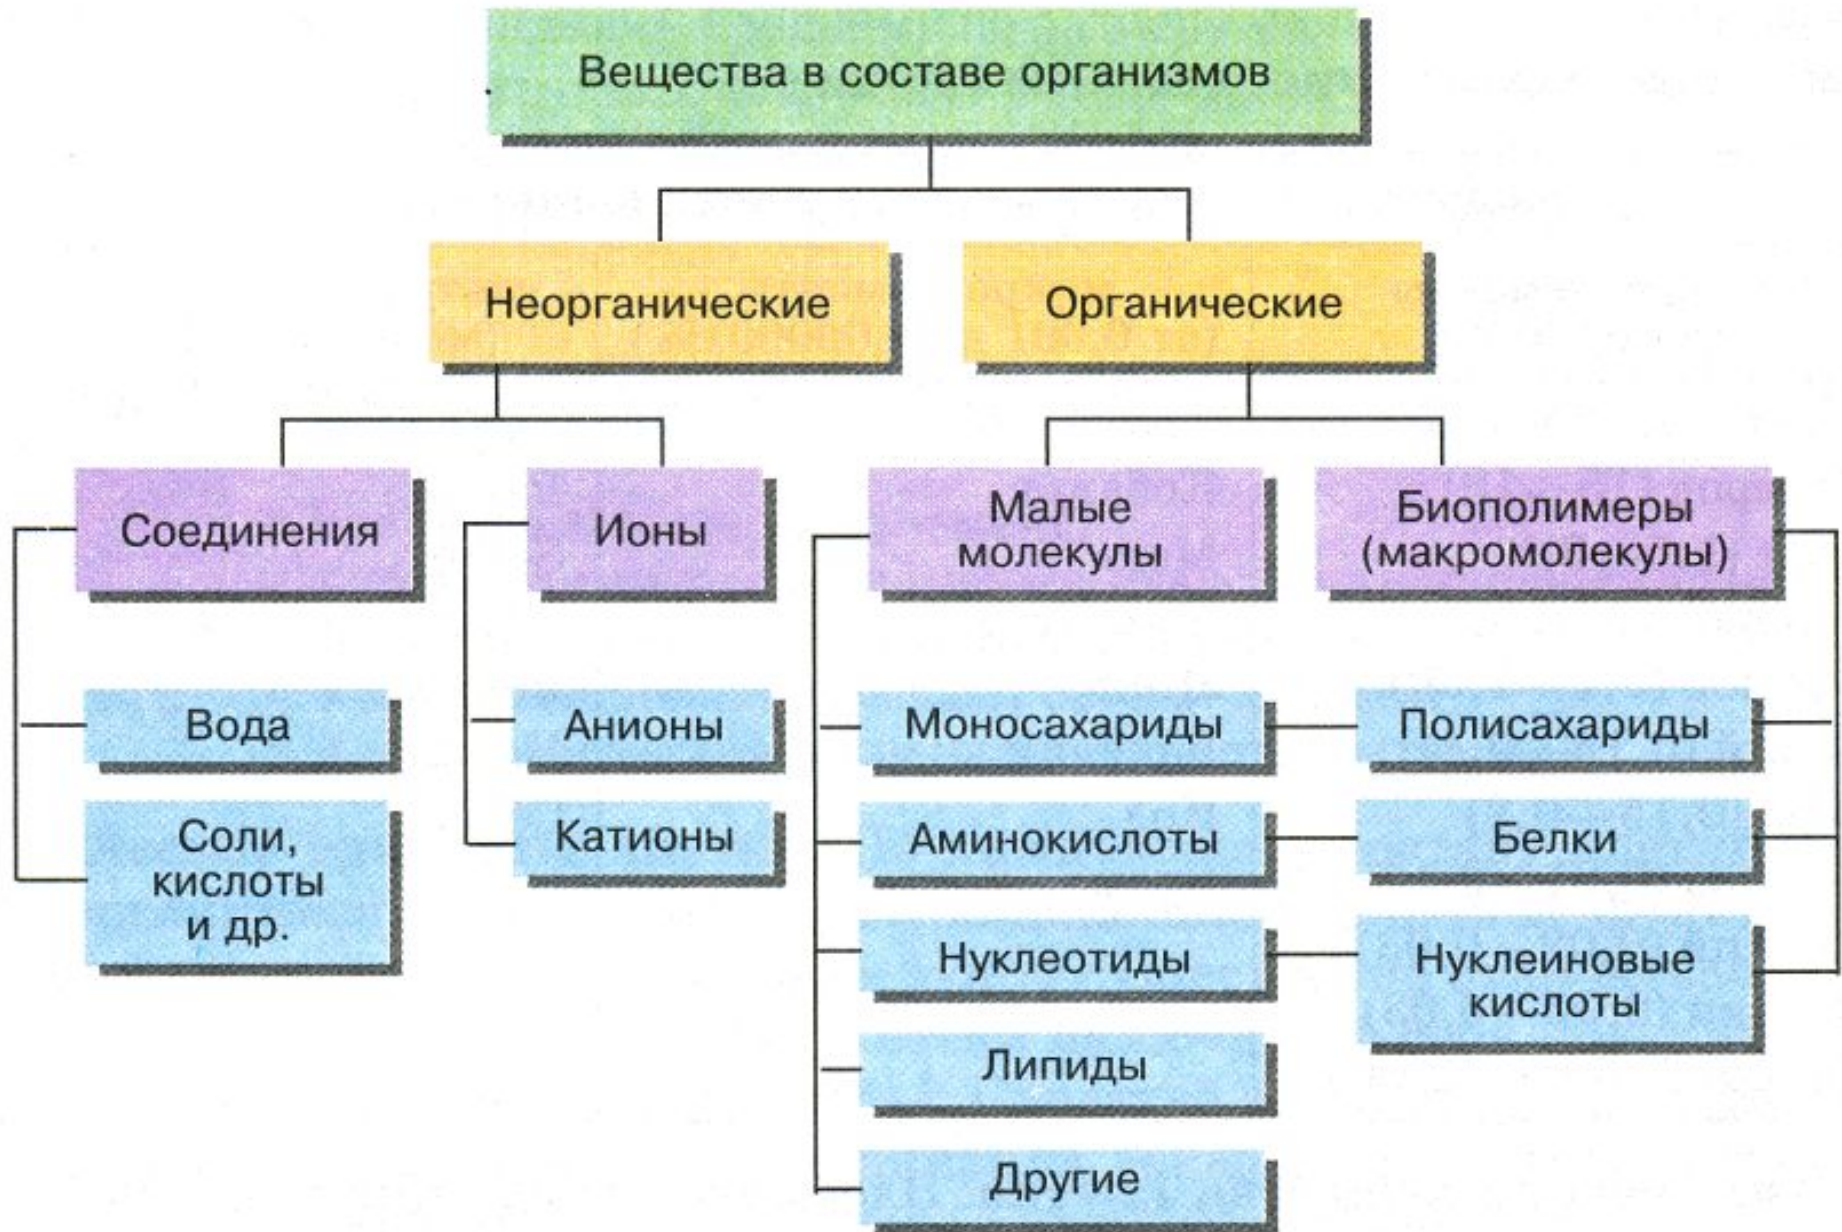 Вещества в составе организмов
Неорганические
Органические
Соединения
Ионы
Малые
молекулы
Биополимеры
(макромолекулы)
Вода
Анионы
Моносахариды
Полисахариды
Соли,
кислоты
и др.
Катионы
Аминокислоты
Белки
Нуклеотиды
Нуклеиновые
кислоты
Липиды
Другие